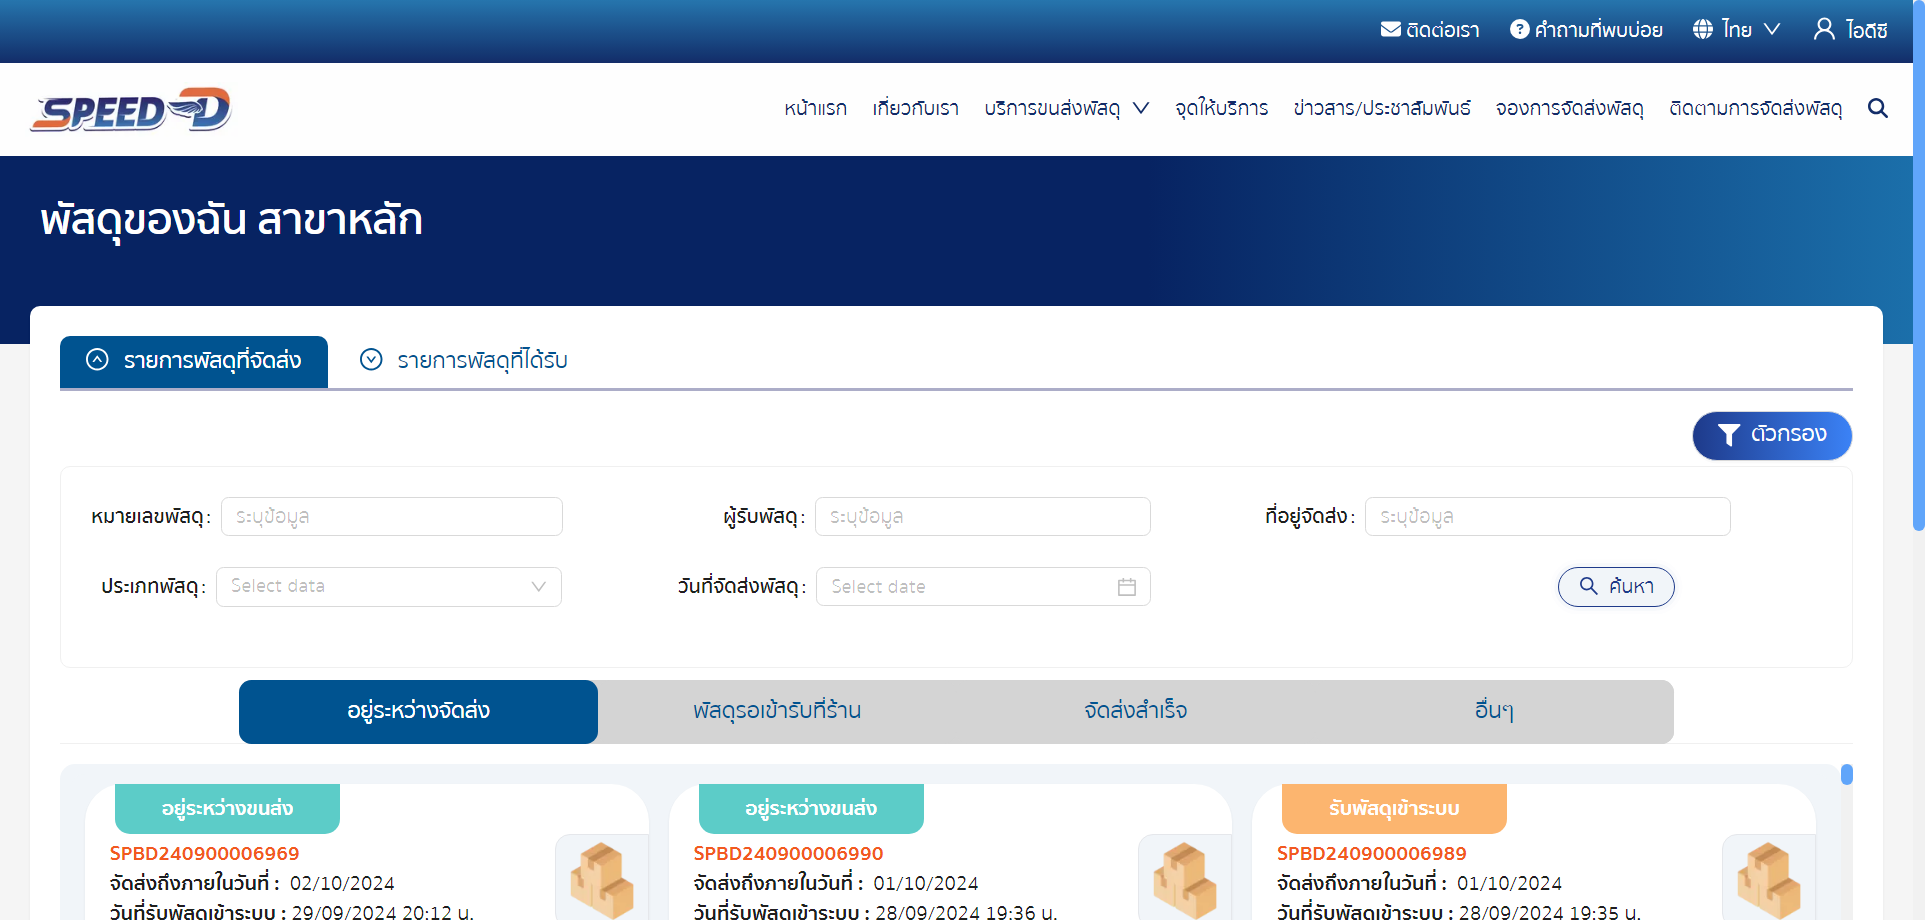 ติดต่อเรา คำถามที่พบบ่อย ไทย ไอดีซี
SPEED-D
หน้าแรก เกี่ยวกับเรา บริการขนส่งพัสดุ จุดให้บริการ ข่าวสาร/ประชาสัมพันธ์ จองการจัดส่งพัสดุ ติดตามการจัดส่งพัสดุ
พัสดุของฉัน สาขาหลัก
รายการพัสดุที่จัดส่ง รายการพัสดุที่ได้รับ
ตัวกรอง
หมายเลขพัสดุ : ระบุข้อมูล ผู้รับพัสดุ : ระบุข้อมูล ที่อยู่จัดส่ง : ระบุข้อมูล
ประเภทพัสดุ : Select data วันที่จัดส่งพัสดุ : Select date ค้นหา
อยู่ระหว่างจัดส่ง พัสดุรอเข้ารับที่ร้าน จัดส่งสำเร็จ อื่นๆ
อยู่ระหว่างขนส่ง อยู่ระหว่างขนส่ง รับพัสดุเข้าระบบ
SPBD240900006969 SPBD240900006990 SPBD240900006989
จัดส่งถึงภายในวันที่ : 02/10/2024 จัดส่งถึงภายในวันที่ : 01/10/2024 จัดส่งถึงภายในวันที่ : 01/10/2024
วันที่รับพัสดุเข้าระบบ : 29/09/2024 20:12 น. วันที่รับพัสดุเข้าระบบ : 28/09/2024 19:36 น. วันที่รับพัสดุเข้าระบบ : 28/09/2024 19:35 น.